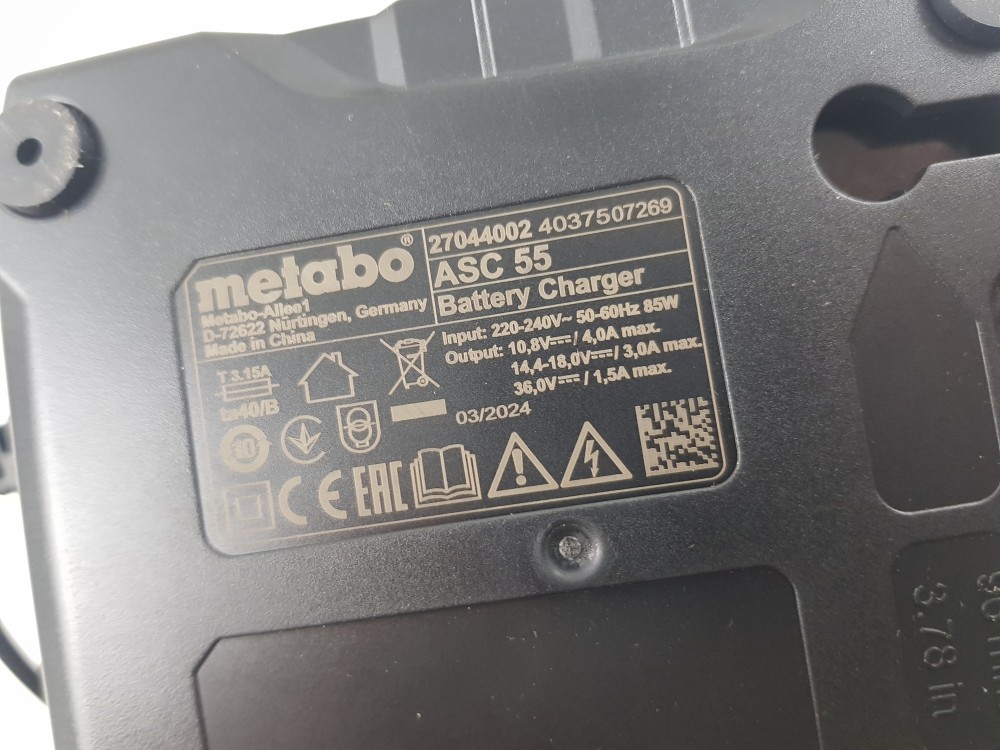 metabo®
Metabo-Allee1
D-72622 Nürtingen, Germany
Made in China
27044002 4037507269
ASC 55
Battery Charger
Input: 220-240V~ 50-60Hz 85W
Output: 10,8V⎓/ 4,0A max.
14,4-18,0V⎓/ 3,0A max.
36,0V⎓ / 1,5A max.
T 3.15A
ta40/B
03/2024
10
CE EAC
3.78 in